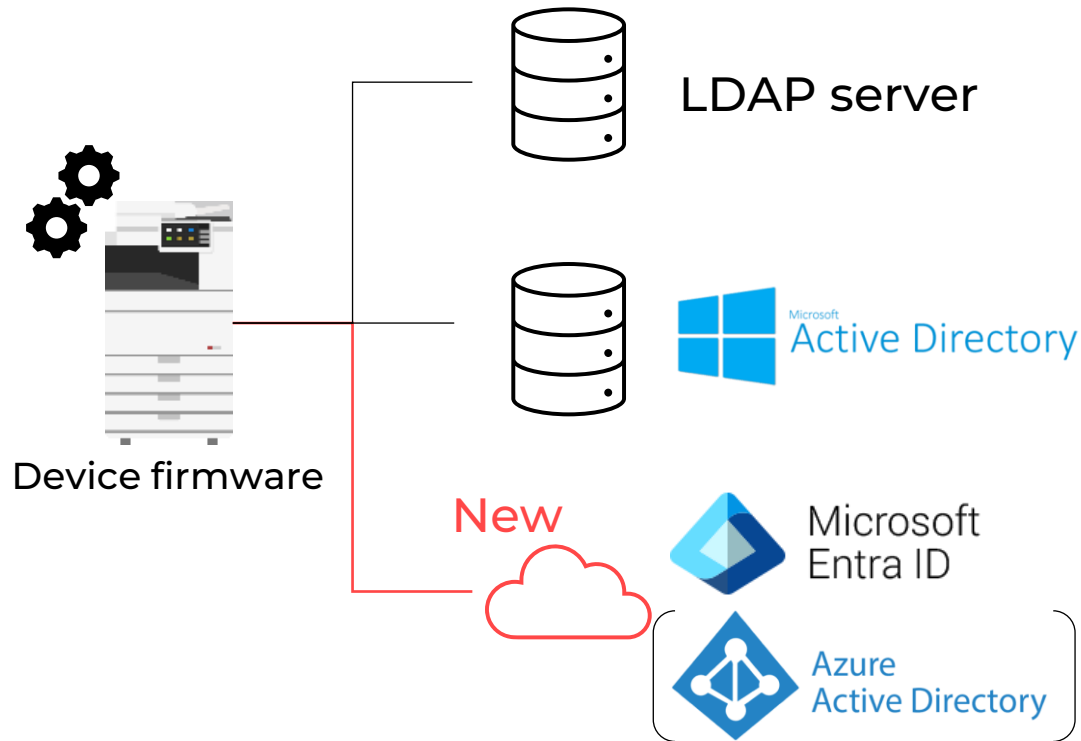 LDAP server
Microsoft
Active Directory
Device firmware
New
Microsoft
Entra ID
Azure
Active Directory